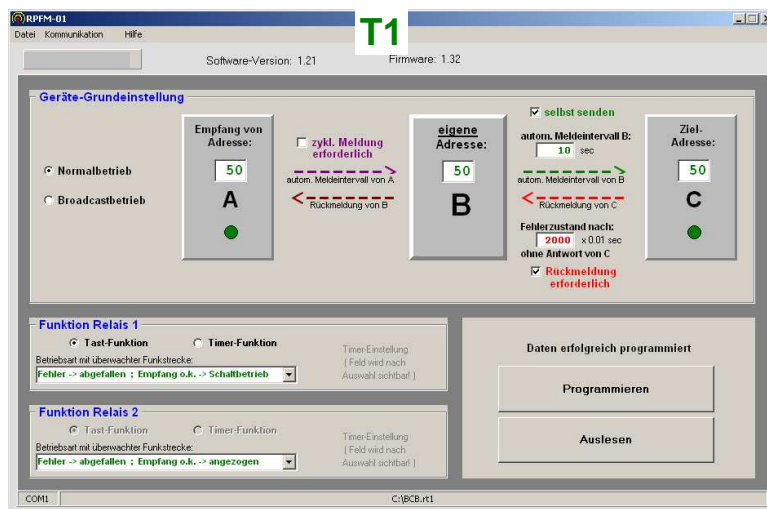 RPFM-01
T1
Datei Kommunikation Hilfe
Software-Version: 1.21 Firmware: 1.32
Geräte-Grundeinstellung
Normalbetrieb
Broadcastbetrieb
Empfang von
Adresse:
50
A
zykl. Meldung
erforderlich
autom. Meldeintervall von A
Rückmeldung von B
eigene
Adresse:
50
B
selbst senden
autom. Meldeintervall B:
10 sec
autom. Meldeintervall von B
Rückmeldung von C
Fehlerzustand nach:
2000 x 0.01 sec
ohne Antwort von C
Rückmeldung
erforderlich
Ziel-
Adresse:
50
C
Funktion Relais 1
Tast-Funktion Timer-Funktion
Betriebsart mit überwachter Funkstrecke:
Fehler -> abgefallen ; Empfang o.k. -> Schaltbetrieb
Timer-Einstellung
( Feld wird nach
Auswahl sichtbar! )
Funktion Relais 2
Tast-Funktion Timer-Funktion
Betriebsart mit überwachter Funkstrecke:
Fehler -> abgefallen ; Empfang o.k. -> angezogen
Timer-Einstellung
( Feld wird nach
Auswahl sichtbar! )
Daten erfolgreich programmiert
Programmieren
Auslesen
COM1 C:\BCB.rt1